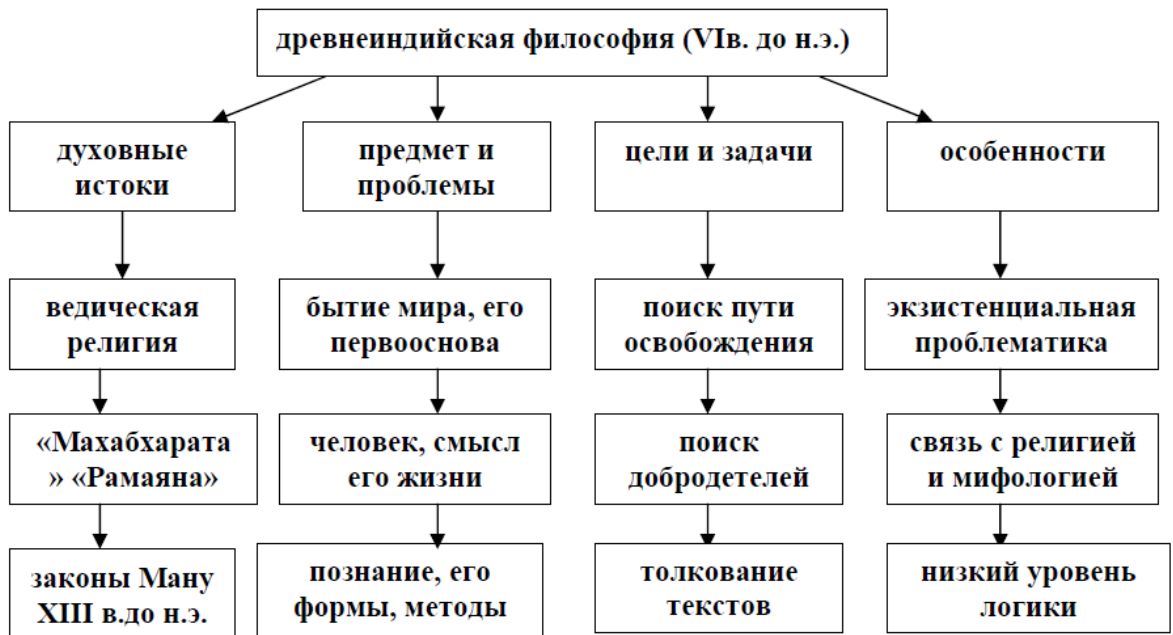 древнеиндийская философия (VIв. до н.э.)
духовные
истоки
предмет и
проблемы
цели и задачи
особенности
ведическая
религия
бытие мира, его
первооснова
поиск пути
освобождения
экзистенциальная
проблематика
«Махабхарата
» «Рамаяна»
человек, смысл
его жизни
поиск
добродетелей
связь с религией
и мифологией
законы Ману
XIII в.до н.э.
познание, его
формы, методы
толкование
текстов
низкий уровень
логики